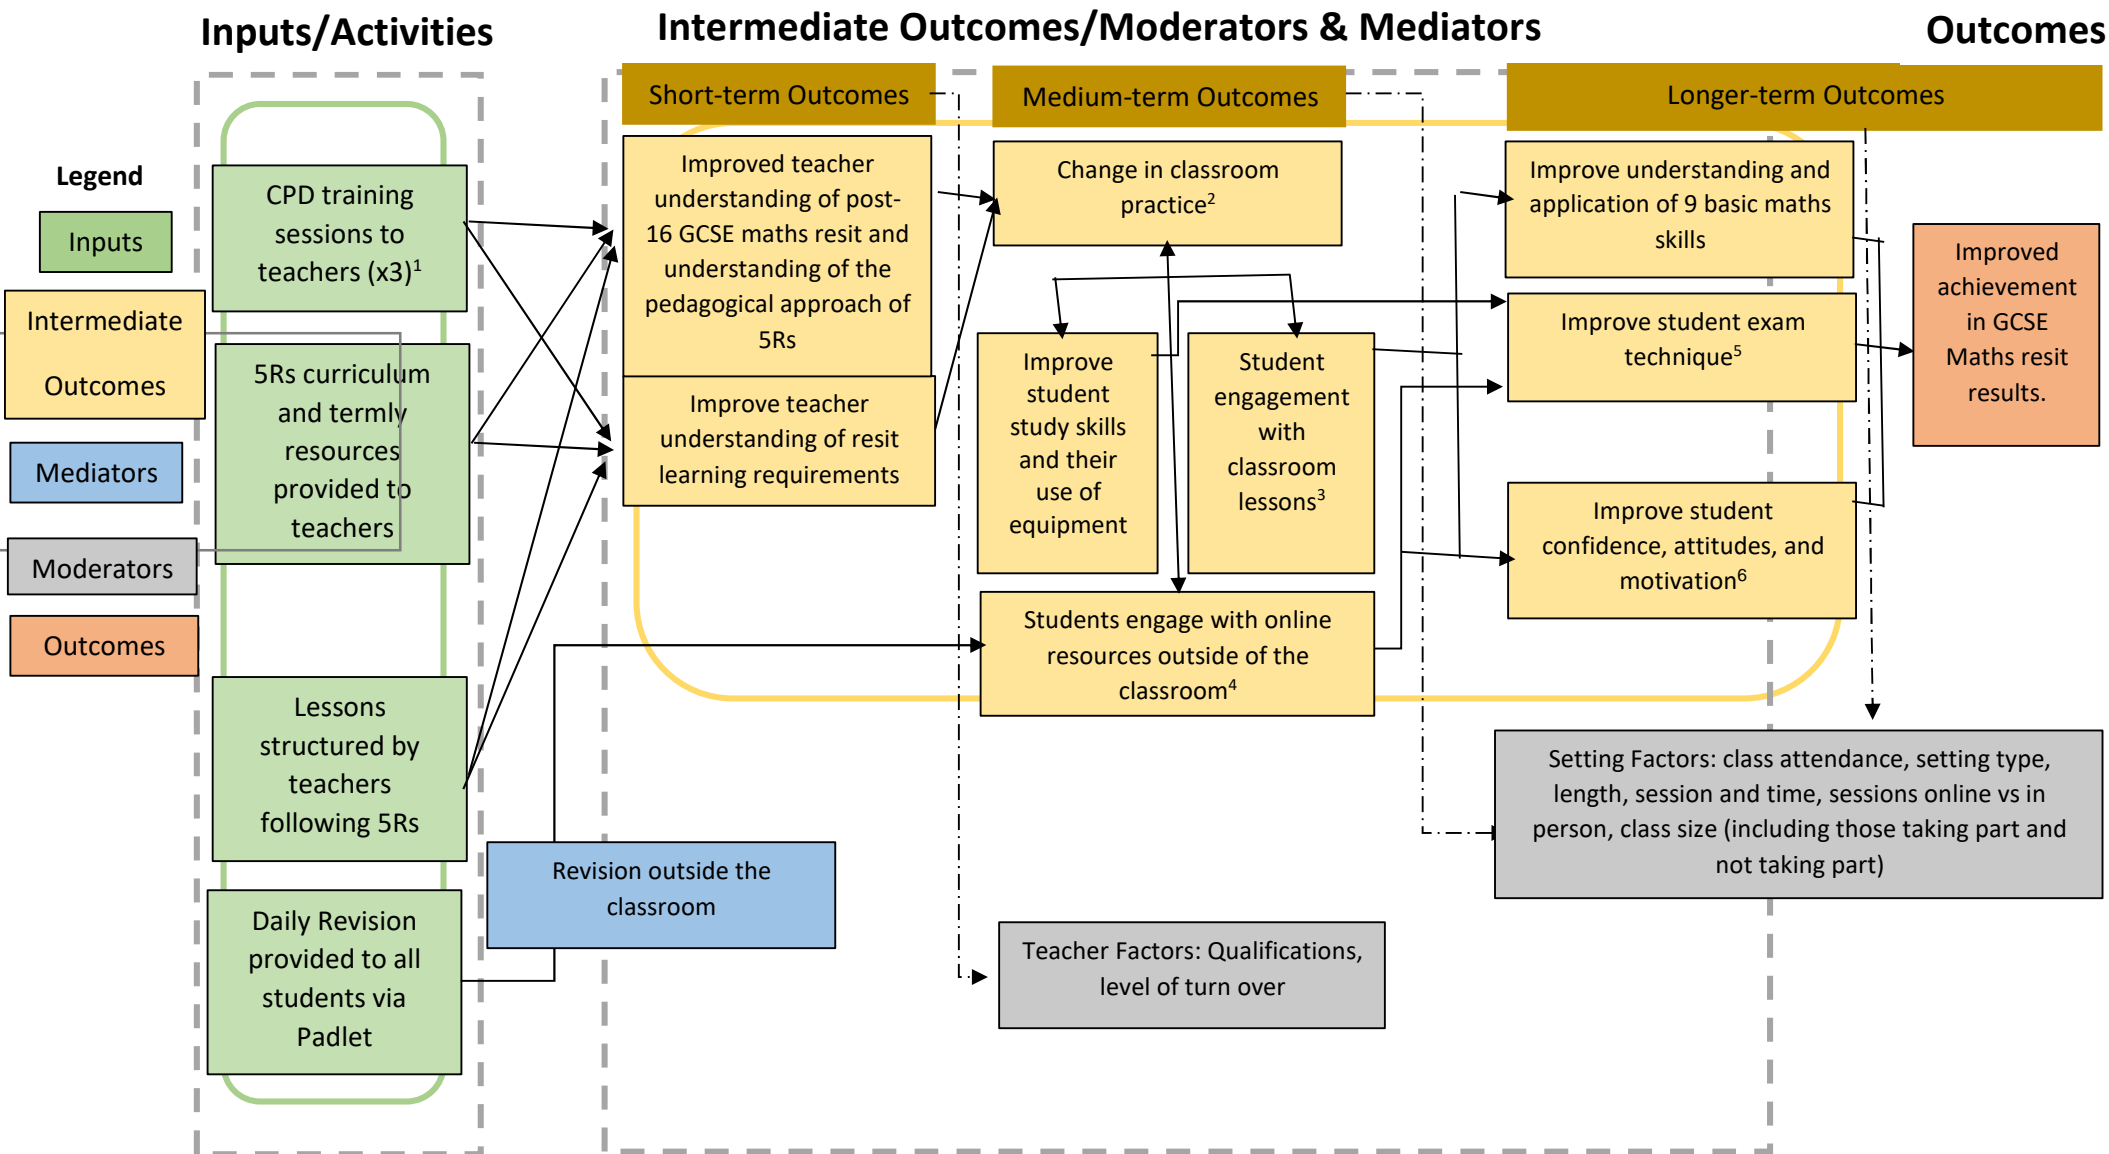 Inputs/Activities
Intermediate Outcomes/Moderators & Mediators
Outcomes
Short-term Outcomes
Medium-term Outcomes
Longer-term Outcomes
Legend
Inputs
Intermediate
Outcomes
Mediators
Moderators
Outcomes
CPD training
sessions to
teachers (x3)1
5Rs curriculum
and termly
resources
provided to
teachers
Lessons
structured by
teachers
following 5Rs
Daily Revision
provided to all
students via
Padlet
Revision outside the
classroom
Improved teacher
understanding of post-
16 GCSE maths resit and
understanding of the
pedagogical approach of
5Rs
Improve teacher
understanding of resit
learning requirements
Change in classroom
practice2
Improve
student
study skills
and their
use of
equipment
Student
engagement
with
classroom
lessons3
Students engage with online
resources outside of the
classroom4
Teacher Factors: Qualifications,
level of turn over
Improve understanding and
application of 9 basic maths
skills
Improve student exam
technique5
Improve student
confidence, attitudes, and
motivation6
Setting Factors: class attendance, setting type,
length, session and time, sessions online vs in
person, class size (including those taking part and
not taking part)
Improved
achievement
in GCSE
Maths resit
results.